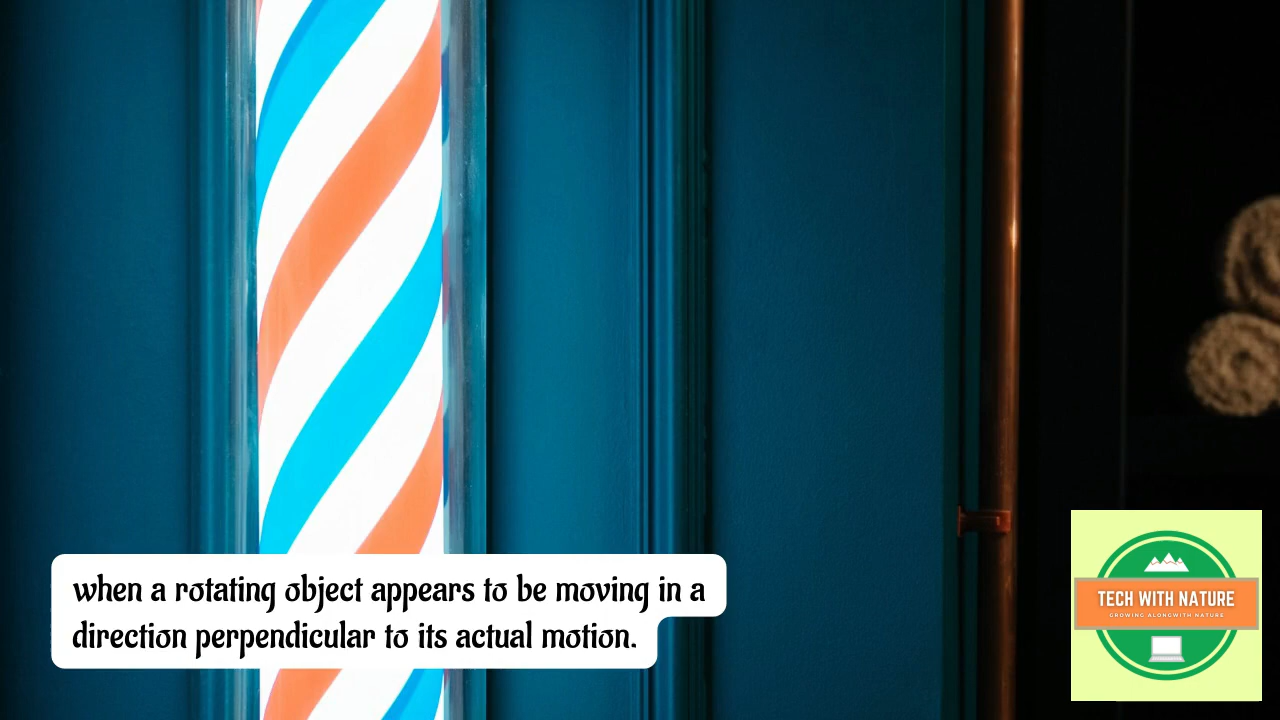 when a rotating object appears to be moving in a
direction perpendicular to its actual motion.
TECH WITH NATURE
GROWING ALONGWITH NATURE